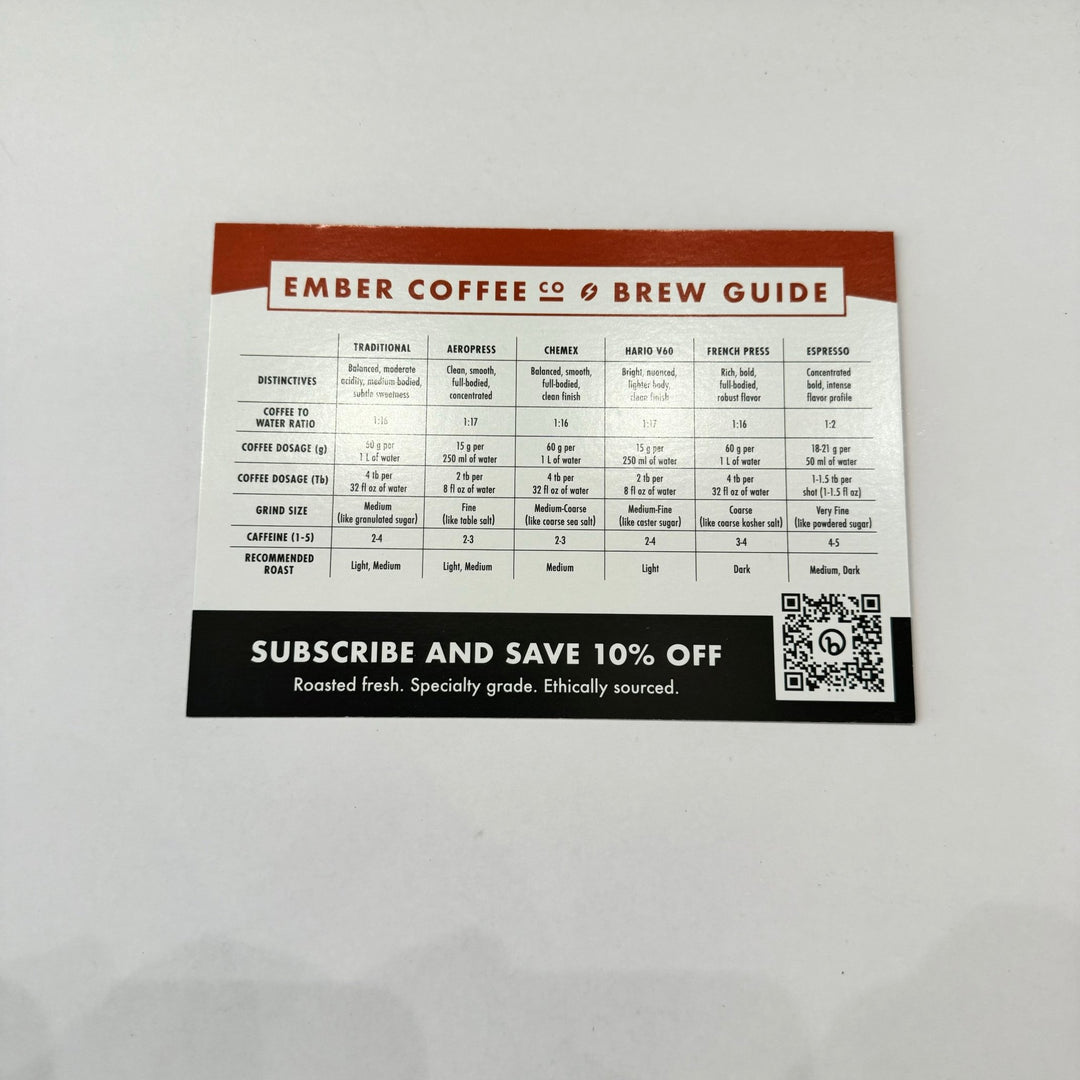 EMBER COFFEE CO BREW GUIDE
TRADITIONAL AEROPRESS CHEMEX HARIO V60 FRENCH PRESS ESPRESSO
DISTINCTIVES
Balanced, moderate
acidity, medium bodied,
subtle sweetness
Clean, smooth,
full-bodied,
concentrated
Balanced, smooth,
full-bodied,
clean finish
Bright, nuanced,
lighter body,
clean finish
Rich, bold,
full-bodied,
robust flavor
Concentrated
bold, intense
flavor profile
COFFEE TO
WATER RATIO
1:16 1:17 1:16 1:17 1:16 1:2
COFFEE DOSAGE (g)
60 g per
1 L of water
15 g per
250 ml of water
60 g per
1 L of water
15 g per
250 ml of water
60 g per
1 L of water
18-21 g per
50 ml of water
COFFEE DOSAGE (Tb)
4 tb per
32 fl oz of water
2 tb per
8 fl oz of water
4 tb per
32 fl oz of water
2 tb per
8 fl oz of water
4 tb per
32 fl oz of water
1-1.5 tb per
shot (1-1.5 fl oz)
GRIND SIZE
Medium
(like granulated sugar)
Fine
(like table salt)
Medium-Coarse
(like coarse sea salt)
Medium-Fine
(like caster sugar)
Coarse
(like coarse kosher salt)
Very Fine
(like powdered sugar)
CAFFEINE (1-5) 2-4 2-3 2-3 2-4 3-4 4-5
RECOMMENDED
ROAST
Light, Medium Light, Medium Medium Light Dark Medium, Dark
SUBSCRIBE AND SAVE 10% OFF
Roasted fresh. Specialty grade. Ethically sourced.
b